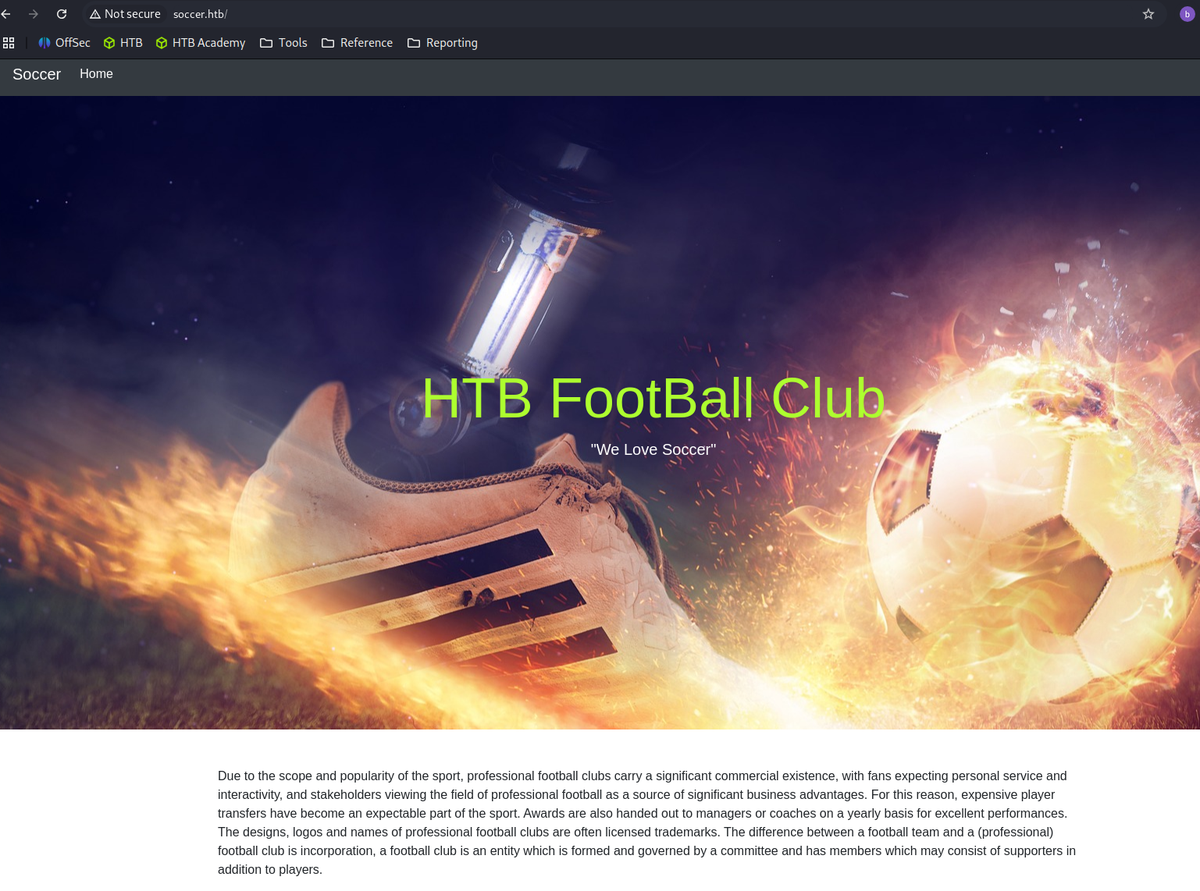 Not secure soccer.htb/
b
OffSec HTB HTB Academy Tools Reference Reporting
Soccer Home
HTB FootBall Club
"We Love Soccer"
Due to the scope and popularity of the sport, professional football clubs carry a significant commercial existence, with fans expecting personal service and
interactivity, and stakeholders viewing the field of professional football as a source of significant business advantages. For this reason, expensive player
transfers have become an expectable part of the sport. Awards are also handed out to managers or coaches on a yearly basis for excellent performances.
The designs, logos and names of professional football clubs are often licensed trademarks. The difference between a football team and a (professional)
football club is incorporation, a football club is an entity which is formed and governed by a committee and has members which may consist of supporters in
addition to players.